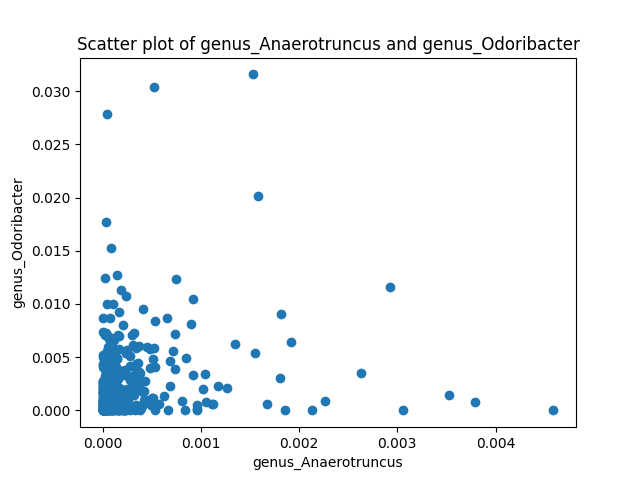 Scatter plot of genus_Anaerotruncus and genus_Odoribacter
0.030
0.025
0.020
0.015
0.010
0.005
0.000
genus_Odoribacter
0.000 0.001 0.002 0.003 0.004
genus_Anaerotruncus